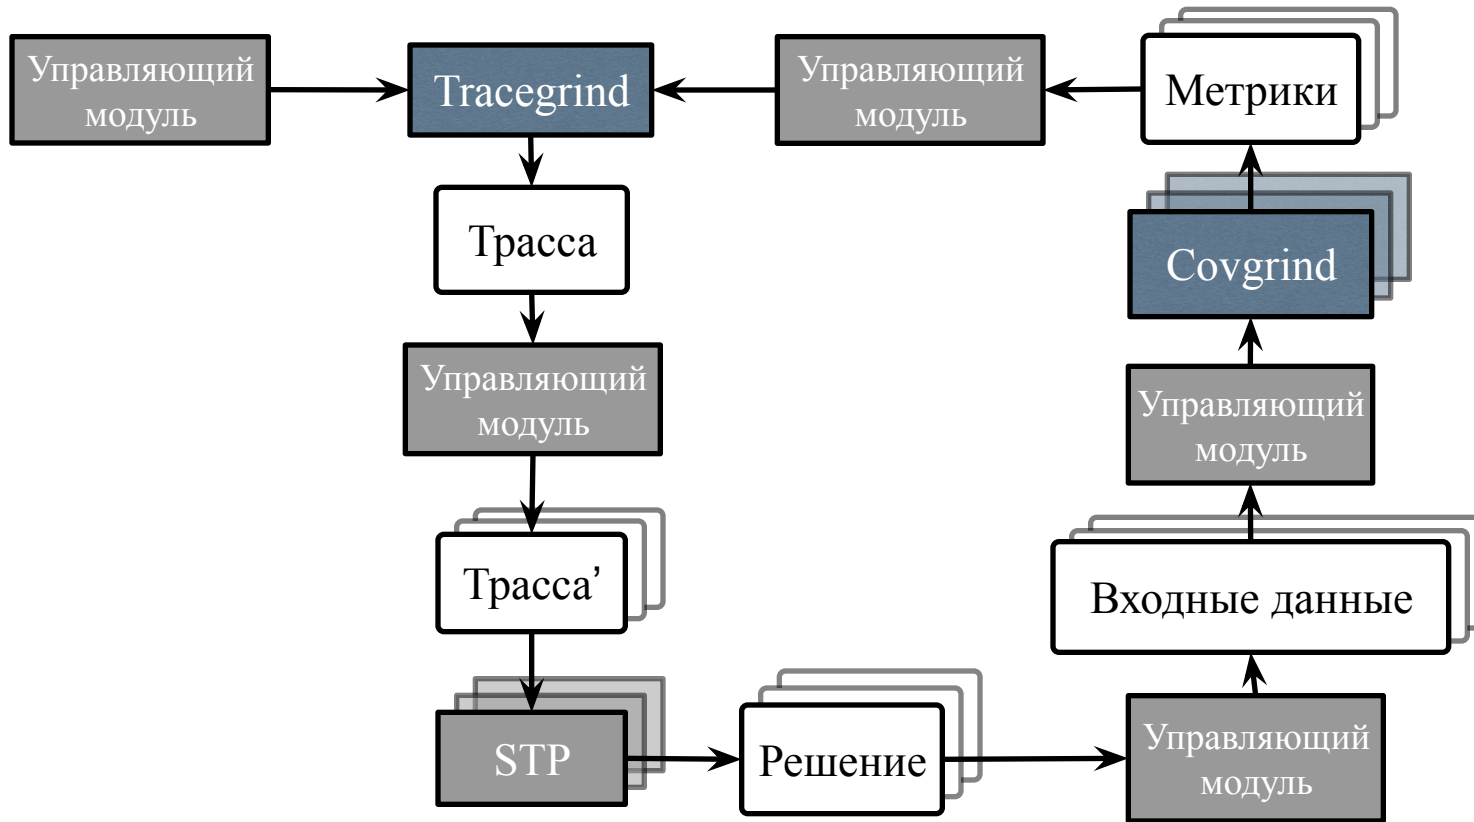 Управляющий
модуль
Tracegrind
Управляющий
модуль
Метрики
Трасса
Covgrind
Управляющий
модуль
Управляющий
модуль
Трасса’
Входные данные
STP
Решение
Управляющий
модуль